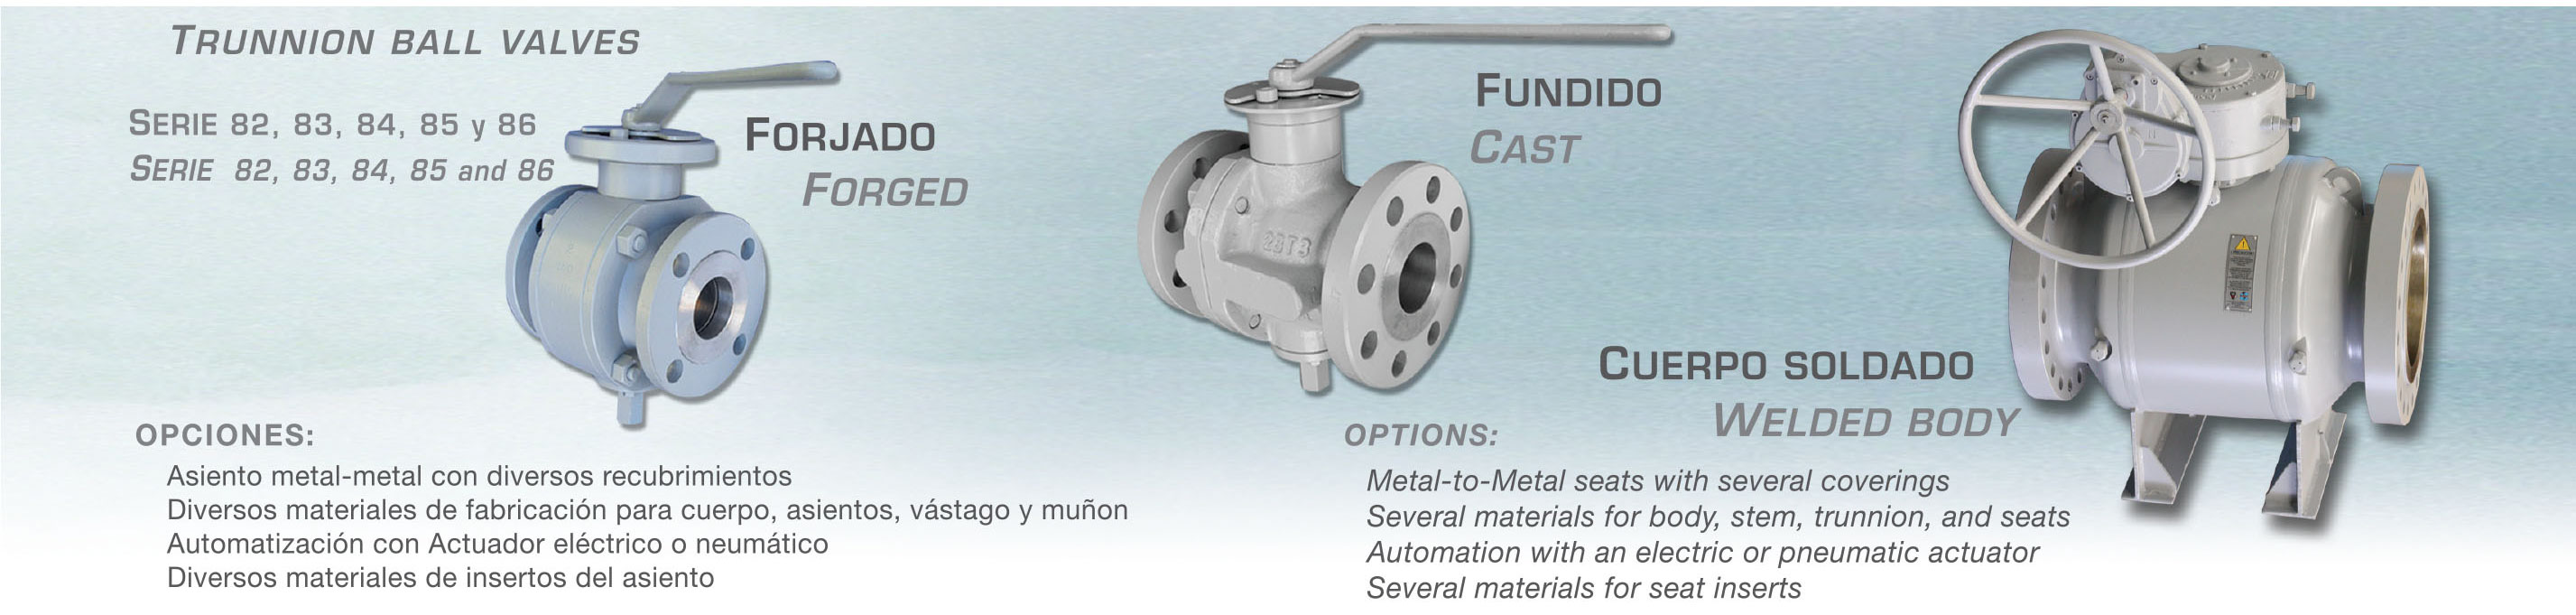 TRUNNION BALL VALVES
SERIE 82, 83, 84, 85 y 86
SERIE 82, 83, 84, 85 and 86
FORJADO
FORGED
FUNDIDO
CAST
CUERPO SOLDADO
WELDED BODY
OPCIONES:
Asiento metal-metal con diversos recubrimientos
Diversos materiales de fabricación para cuerpo, asientos, vástago y muñon
Automatización con Actuador eléctrico o neumático
Diversos materiales de insertos del asiento
OPTIONS:
Metal-to-Metal seats with several coverings
Several materials for body, stem, trunnion, and seats
Automation with an electric or pneumatic actuator
Several materials for seat inserts